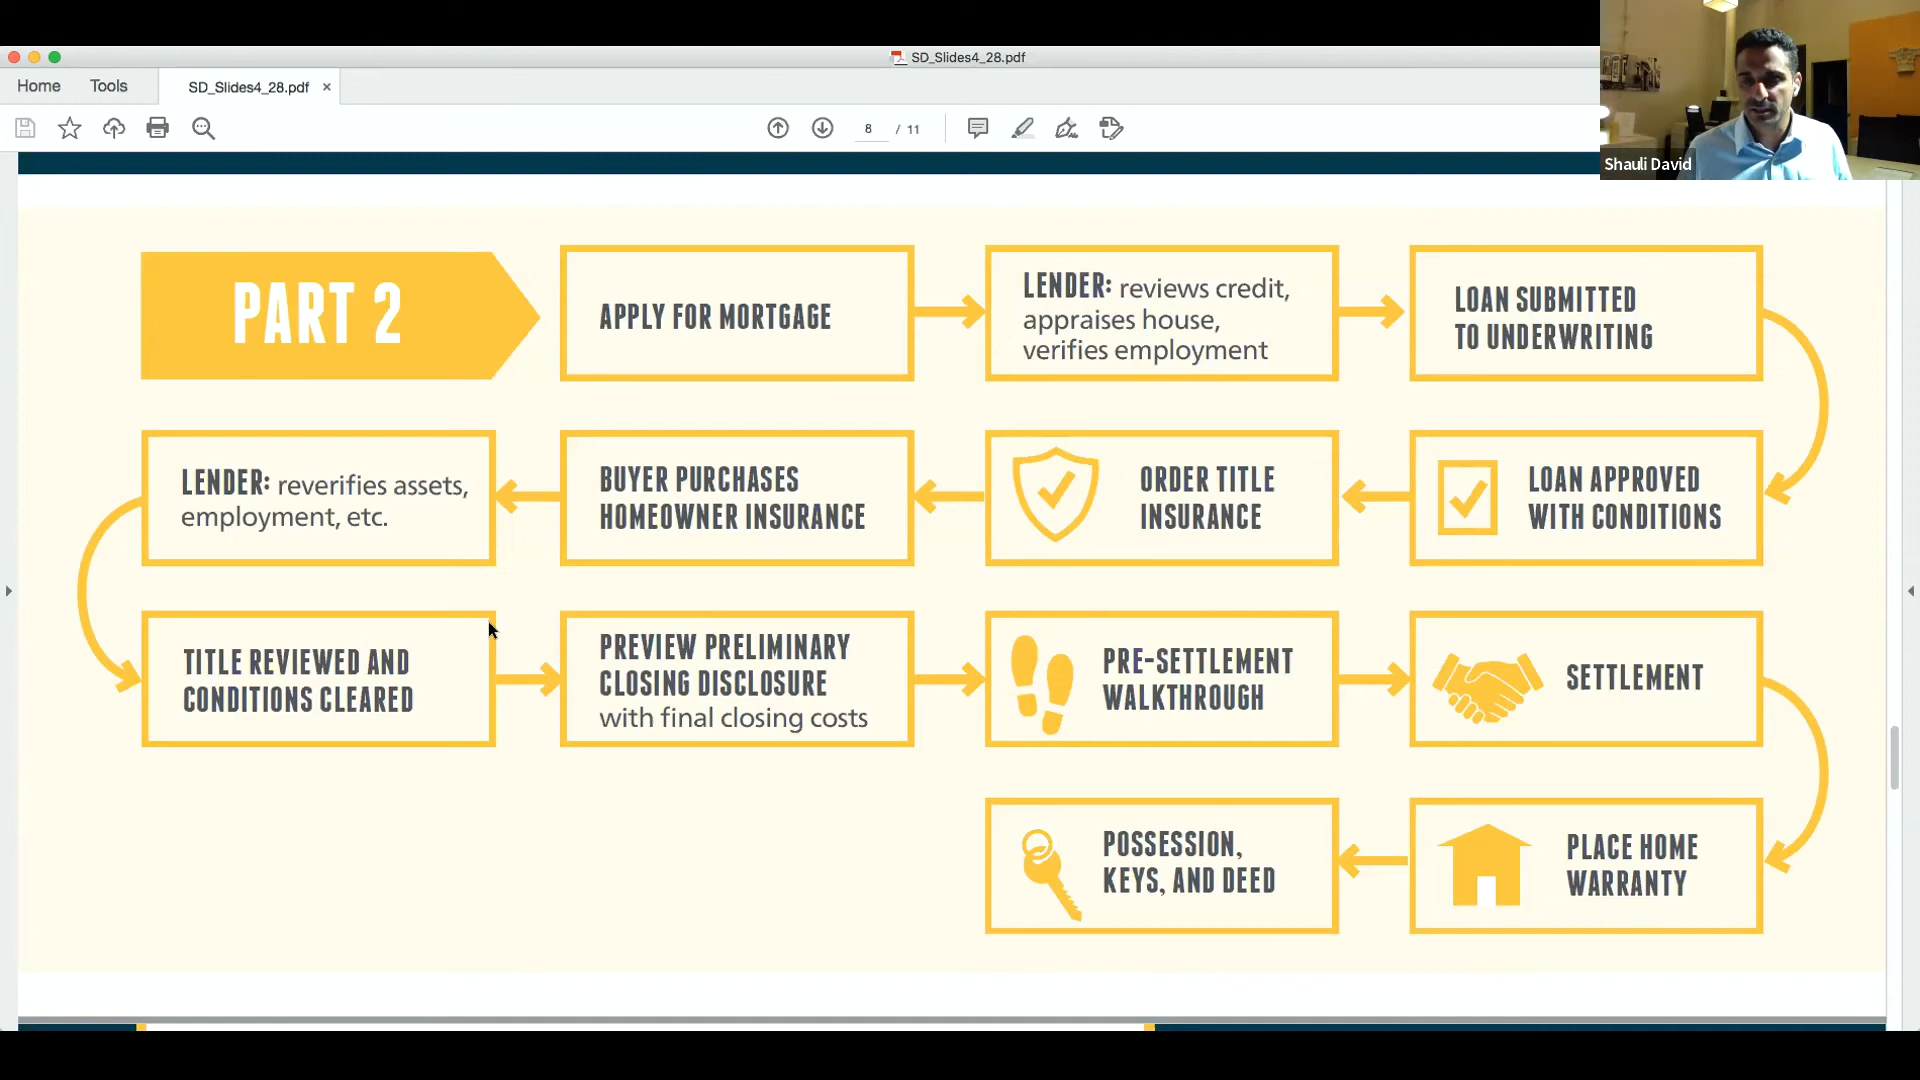 SD_Slides4_28.pdf
Home
Tools
SD_Slides4_28.pdf ×
8 / 11
Shauli David
PART 2
APPLY FOR MORTGAGE
LENDER: reviews credit,
appraises house,
verifies employment
LOAN SUBMITTED
TO UNDERWRITING
LOAN APPROVED
WITH CONDITIONS
ORDER TITLE
INSURANCE
BUYER PURCHASES
HOMEOWNER INSURANCE
LENDER: reverifies assets,
employment, etc.
TITLE REVIEWED AND
CONDITIONS CLEARED
PREVIEW PRELIMINARY
CLOSING DISCLOSURE
with final closing costs
PRE-SETTLEMENT
WALKTHROUGH
SETTLEMENT
PLACE HOME
WARRANTY
POSSESSION,
KEYS, AND DEED